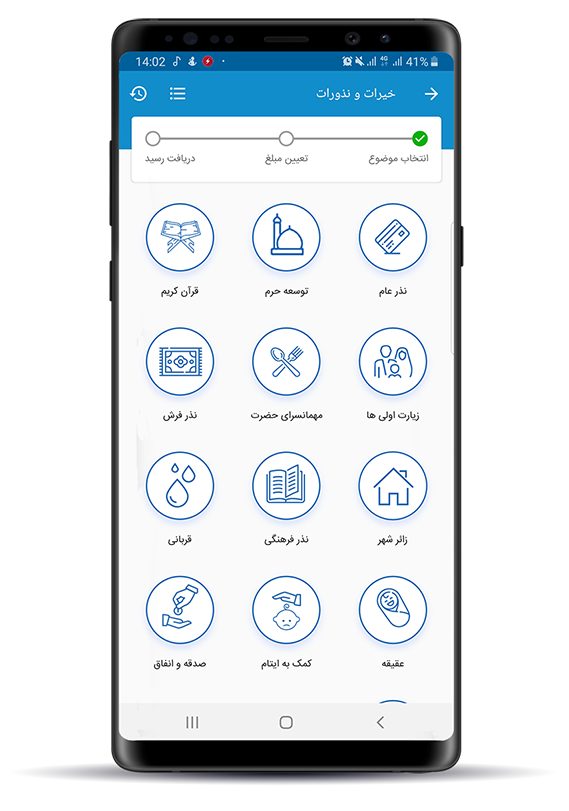 14:02
4G
41%
خیرات و نذورات
انتخاب موضوع
تعیین مبلغ
دریافت رسید
نذر عام
توسعه حرم
قرآن کریم
زیارت اولی ها
مهمانسرای حضرت
نذر فرش
زائر شهر
نذر فرهنگی
قربانی
عقیقه
کمک به ایتام
صدقه و انفاق